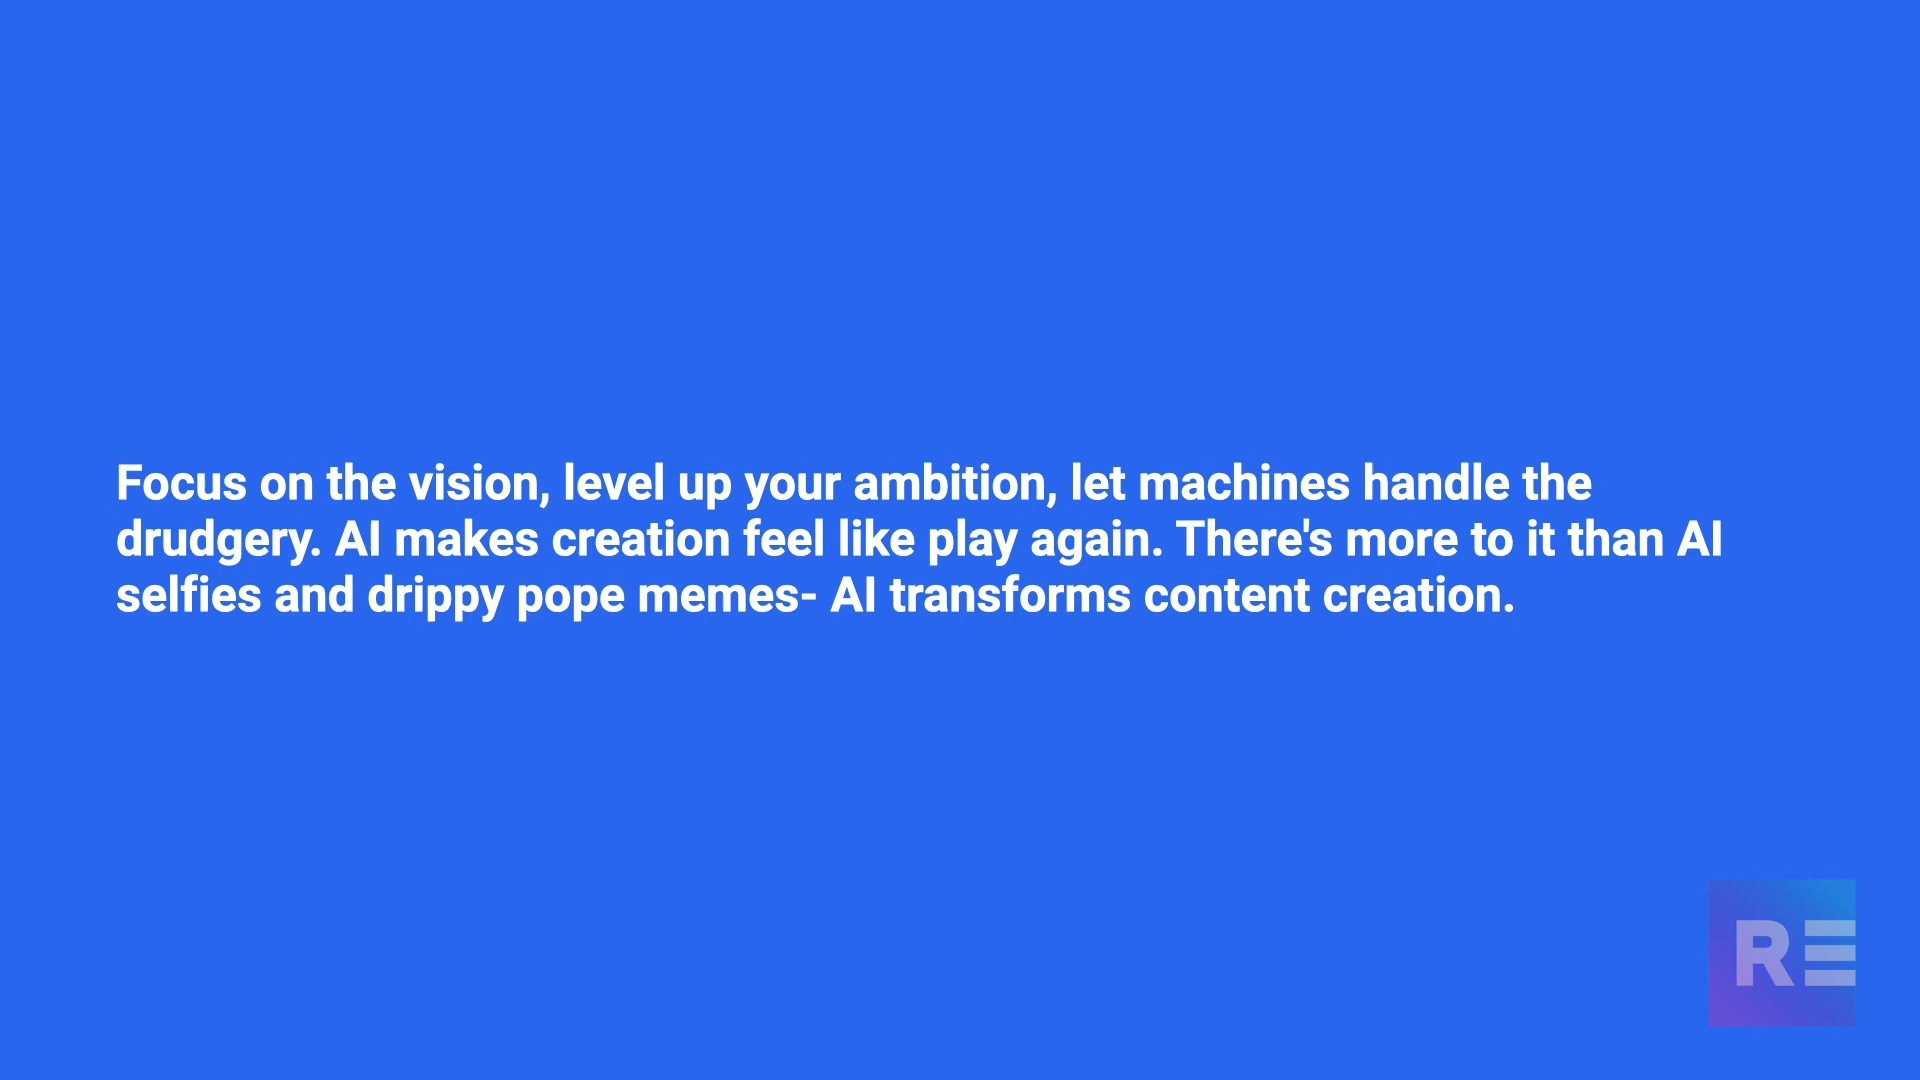 Focus on the vision, level up your ambition, let machines handle the
drudgery. AI makes creation feel like play again. There's more to it than AI
selfies and drippy pope memes- AI transforms content creation.
RE